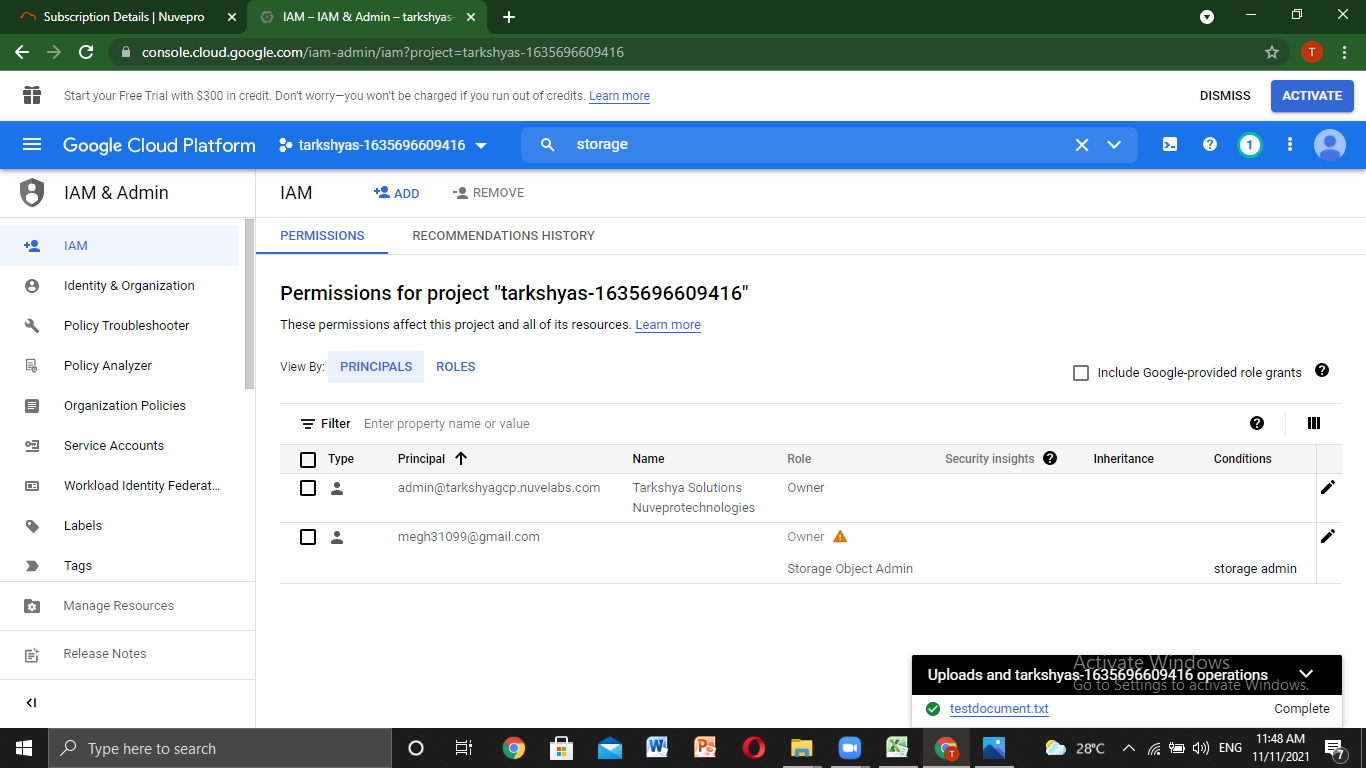 Subscription Details | Nuvepro
IAM – IAM & Admin – tarkshyas-
console.cloud.google.com/iam-admin/iam?project=tarkshyas-1635696609416
T
Start your Free Trial with $300 in credit. Don't worry—you won't be charged if you run out of credits. Learn more
DISMISS
ACTIVATE
Google Cloud Platform
tarkshyas-1635696609416
storage
1
IAM & Admin
IAM
ADD
REMOVE
PERMISSIONS
RECOMMENDATIONS HISTORY
IAM
Identity & Organization
Policy Troubleshooter
Policy Analyzer
Organization Policies
Service Accounts
Workload Identity Federat...
Labels
Tags
Manage Resources
Release Notes
Permissions for project "tarkshyas-1635696609416"
These permissions affect this project and all of its resources. Learn more
View By: PRINCIPALS ROLES
Include Google-provided role grants
Filter Enter property name or value
Type Principal Name Role Security insights Inheritance Conditions
admin@tarkshyagcp.nuvelabs.com Tarkshya Solutions Owner
Nuveprotechnologies
megh31099@gmail.com Owner
Storage Object Admin storage admin
Activate Windows
Go to Settings to activate Windows.
Uploads and tarkshyas-1635696609416 operations
testdocument.txt Complete
Type here to search
T
28°C
ENG
11:48 AM
11/11/2021
7